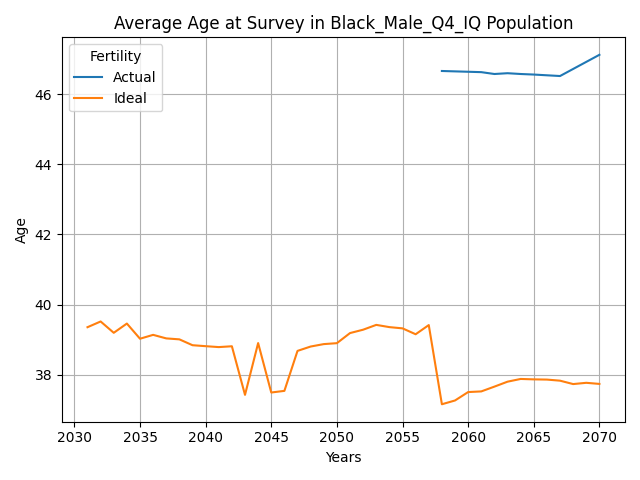 Average Age at Survey in Black_Male_Q4_IQ Population
Fertility
Actual
Ideal
46
44
42
40
38
Age
2030 2035 2040 2045 2050 2055 2060 2065 2070
Years